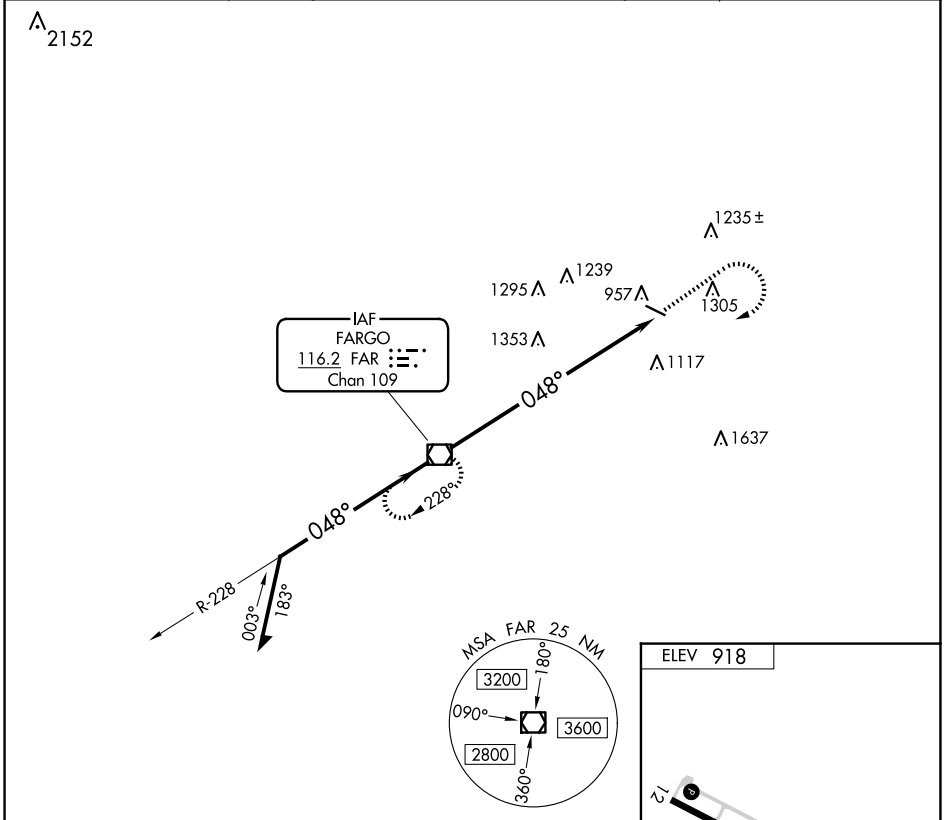 2152
1235 ±
1239
1295
957
1305
IAF
FARGO
116.2 FAR
Chan 109
1353
1117
048°
1637
228°
048°
R-228
003°
183°
MSA FAR 25 NM
180°
3200
090°
3600
2800
360°
ELEV 918
12
P